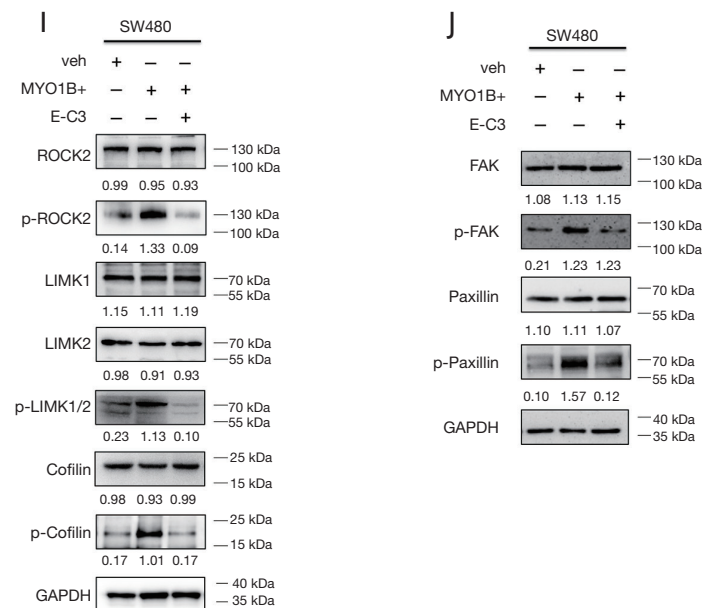 I
SW480
veh + – –
MYO1B+ – + +
E-C3 – – +
ROCK2
130 kDa
100 kDa
0.99 0.95 0.93
p-ROCK2
130 kDa
100 kDa
0.14 1.33 0.09
LIMK1
70 kDa
55 kDa
1.15 1.11 1.19
LIMK2
70 kDa
55 kDa
0.98 0.91 0.93
p-LIMK1/2
70 kDa
55 kDa
0.23 1.13 0.10
Cofilin
25 kDa
15 kDa
0.98 0.93 0.99
p-Cofilin
25 kDa
15 kDa
0.17 1.01 0.17
GAPDH
40 kDa
35 kDa
J
SW480
veh + – –
MYO1B+ – + +
E-C3 – – +
FAK
130 kDa
100 kDa
1.08 1.13 1.15
p-FAK
130 kDa
100 kDa
0.21 1.23 1.23
Paxillin
70 kDa
55 kDa
1.10 1.11 1.07
p-Paxillin
70 kDa
55 kDa
0.10 1.57 0.12
GAPDH
40 kDa
35 kDa